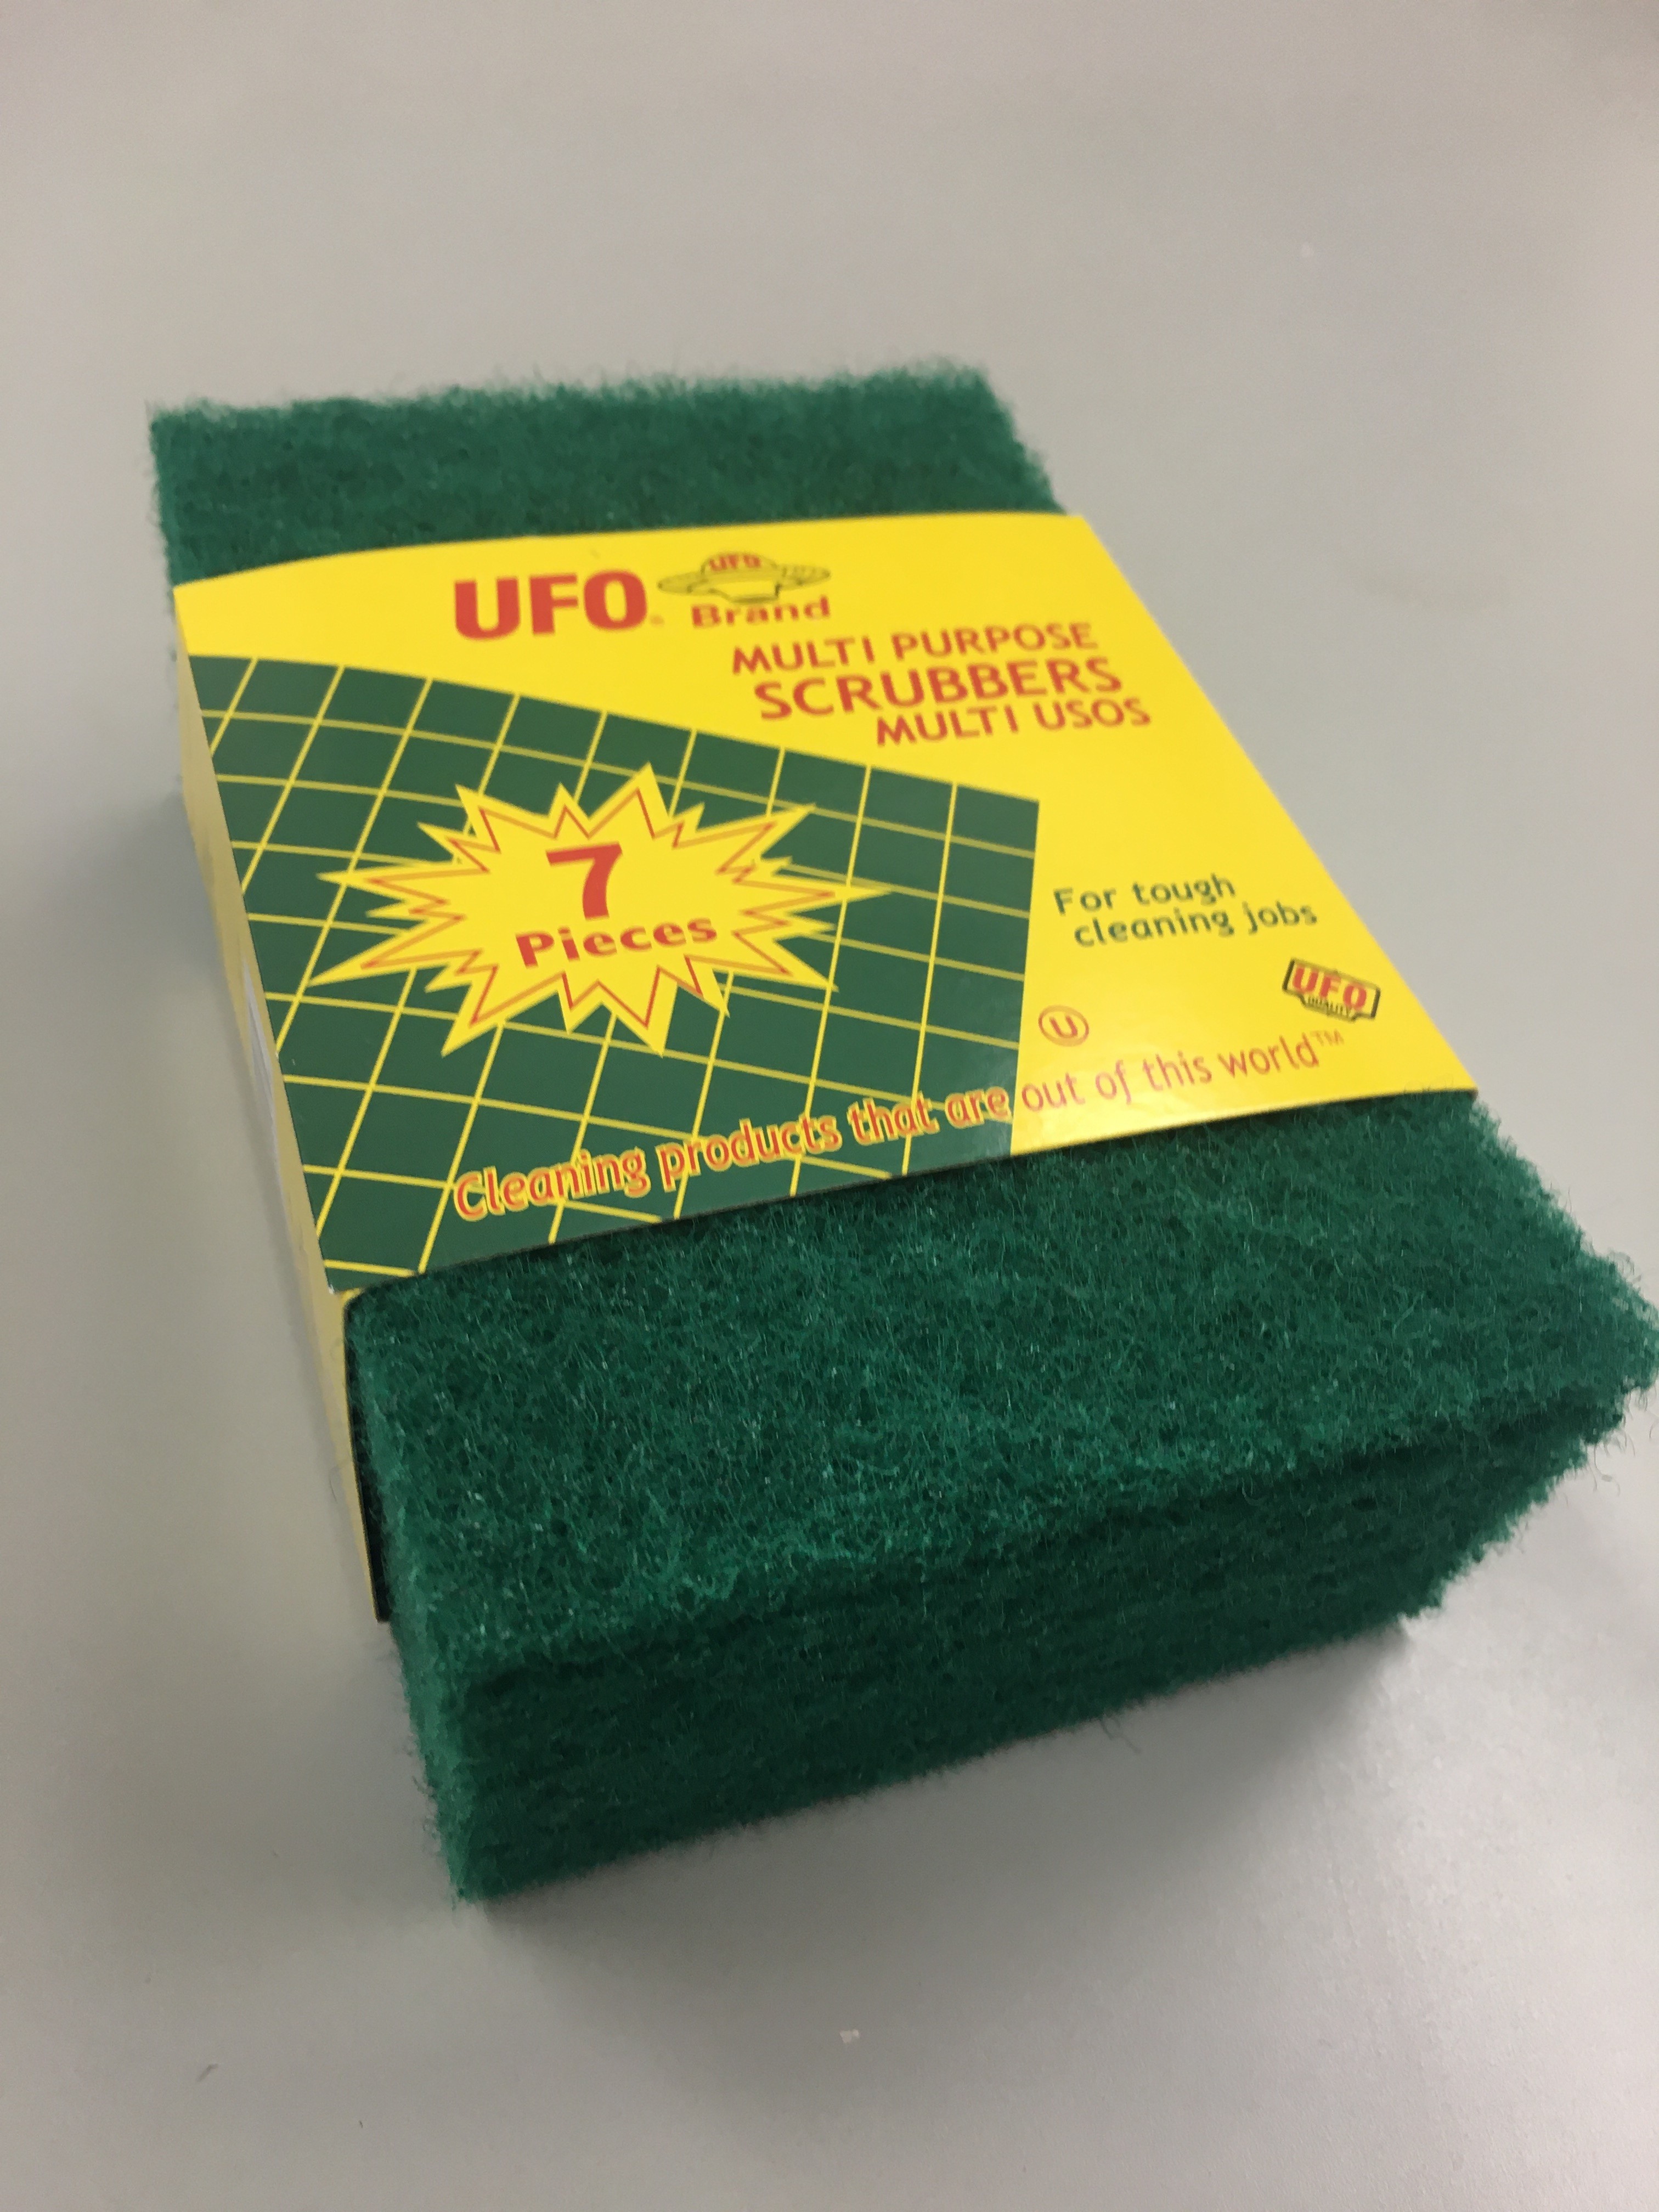 UFO® UFO
Brand
MULTI PURPOSE
SCRUBBERS
MULTI USOS
7
Pieces
For tough
cleaning jobs
UFO
QUALITY
U
Cleaning products that are out of this world™